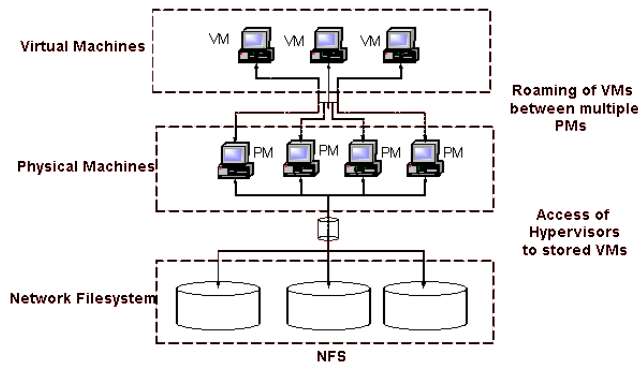 Virtual Machines
VM VM VM
Roaming of VMs
between multiple
PMs
Physical Machines
PM PM PM PM
Access of
Hypervisors
to stored VMs
Network Filesystem
NFS